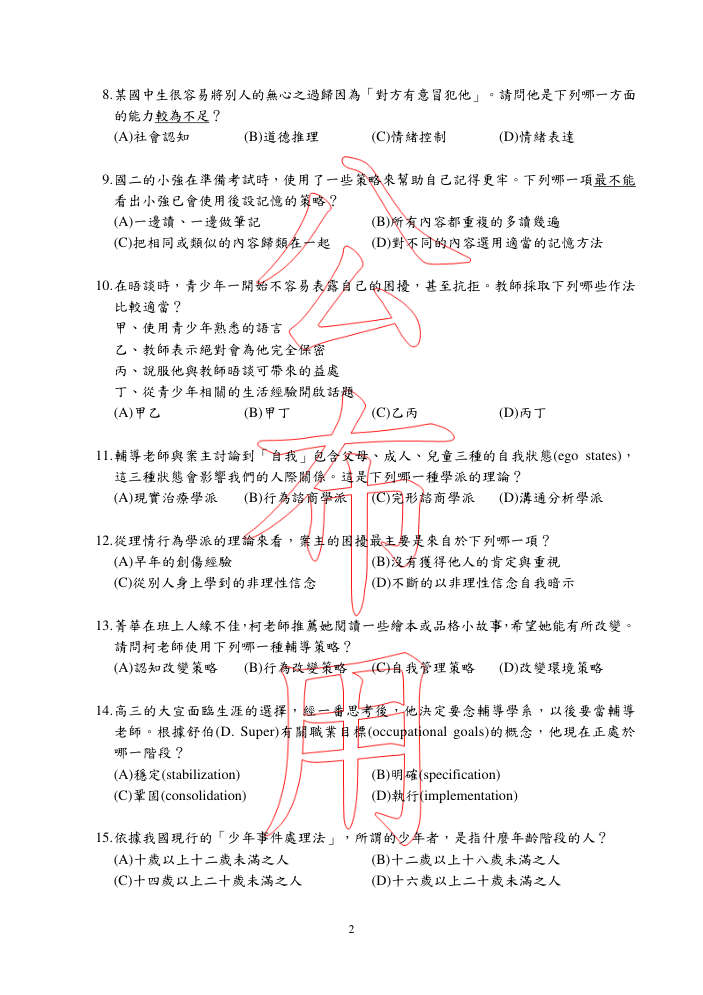 8.某國中生很容易將別人的無心之過歸因為「對方有意冒犯他」。請問他是下列哪一方面
的能力較為不足？
(A)社會認知 (B)道德推理 (C)情緒控制 (D)情緒表達
9.國二的小強在準備考試時，使用了一些策略來幫助自己記得更牢。下列哪一項最不能
看出小強已會使用後設記憶的策略？
(A)一邊讀、一邊做筆記 (B)所有內容都重複的多讀幾遍
(C)把相同或類似的內容歸類在一起 (D)對不同的內容選用適當的記憶方法
10.在晤談時，青少年一開始不容易表露自己的困擾，甚至抗拒。教師採取下列哪些作法
比較適當？
甲、使用青少年熟悉的語言
乙、教師表示絕對會為他完全保密
丙、說服他與教師晤談可帶來的益處
丁、從青少年相關的生活經驗開啟話題
(A)甲乙 (B)甲丁 (C)乙丙 (D)丙丁
11.輔導老師與案主討論到「自我」包含父母、成人、兒童三種的自我狀態(ego states)，
這三種狀態會影響我們的人際關係。這是下列哪一種學派的理論？
(A)現實治療學派 (B)行為諮商學派 (C)完形諮商學派 (D)溝通分析學派
12.從理情行為學派的理論來看，案主的困擾最主要是來自於下列哪一項？
(A)早年的創傷經驗 (B)沒有獲得他人的肯定與重視
(C)從別人身上學到的非理性信念 (D)不斷的以非理性信念自我暗示
13.菁華在班上人緣不佳，柯老師推薦她閱讀一些繪本或品格小故事，希望她能有所改變。
請問柯老師使用下列哪一種輔導策略？
(A)認知改變策略 (B)行為改變策略 (C)自我管理策略 (D)改變環境策略
14.高三的大宣面臨生涯的選擇，經一番思考後，他決定要念輔導學系，以後要當輔導
老師。根據舒伯(D. Super)有關職業目標(occupational goals)的概念，他現在正處於
哪一階段？
(A)穩定(stabilization) (B)明確(specification)
(C)鞏固(consolidation) (D)執行(implementation)
15.依據我國現行的「少年事件處理法」，所謂的少年者，是指什麼年齡階段的人？
(A)十歲以上十二歲未滿之人 (B)十二歲以上十八歲未滿之人
(C)十四歲以上二十歲未滿之人 (D)十六歲以上二十歲未滿之人
2
公布用